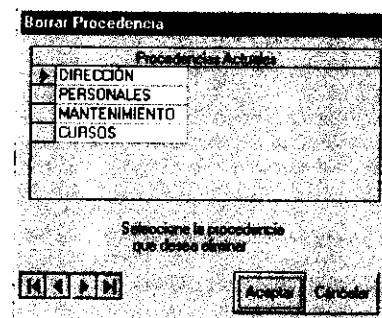 Borrar Procedencia
Procedencias Actuales
DIRECCIÓN
PERSONALES
MANTENIMIENTO
CURSOS
Seleccione la procedencia
que desea eliminar
Aceptar Cancelar